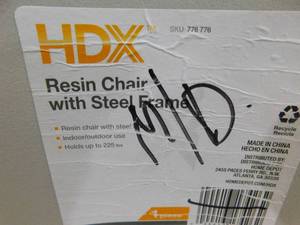 HDX
SKU 778 776
Resin Chair
with Steel Frame
M/D.
• Resin chair with steel
• Indoor/outdoor use
• Holds up to 225 lbs
Please
Recycle
MADE IN CHINA
HECHO EN CHINA
DISTRIBUTED BY:
HOME DEPOT
2455 PACES FERRY RD. N.W.
ATLANTA, GA 30339
HOMEDEPOT.COM/HDX